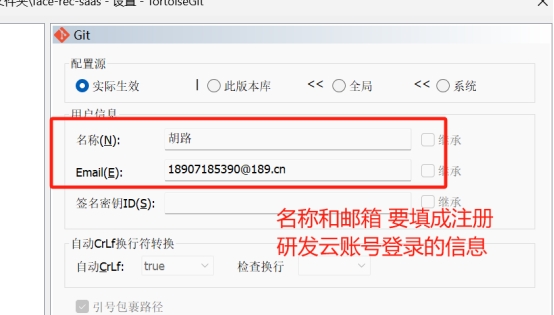 文件夹\face-rec-saas - 设置 - TortoiseGit
Git
配置源
实际生效 | 此版本库 << 全局 << 系统
用户信息
名称(N): 胡路 继承
Email(E): 18907185390@189.cn 继承
签名密钥ID(S): 继承
名称和邮箱 要填成注册
研发云账号登录的信息
自动CrLf换行符转换
自动CrLf: true 检查换行
引号包裹路径